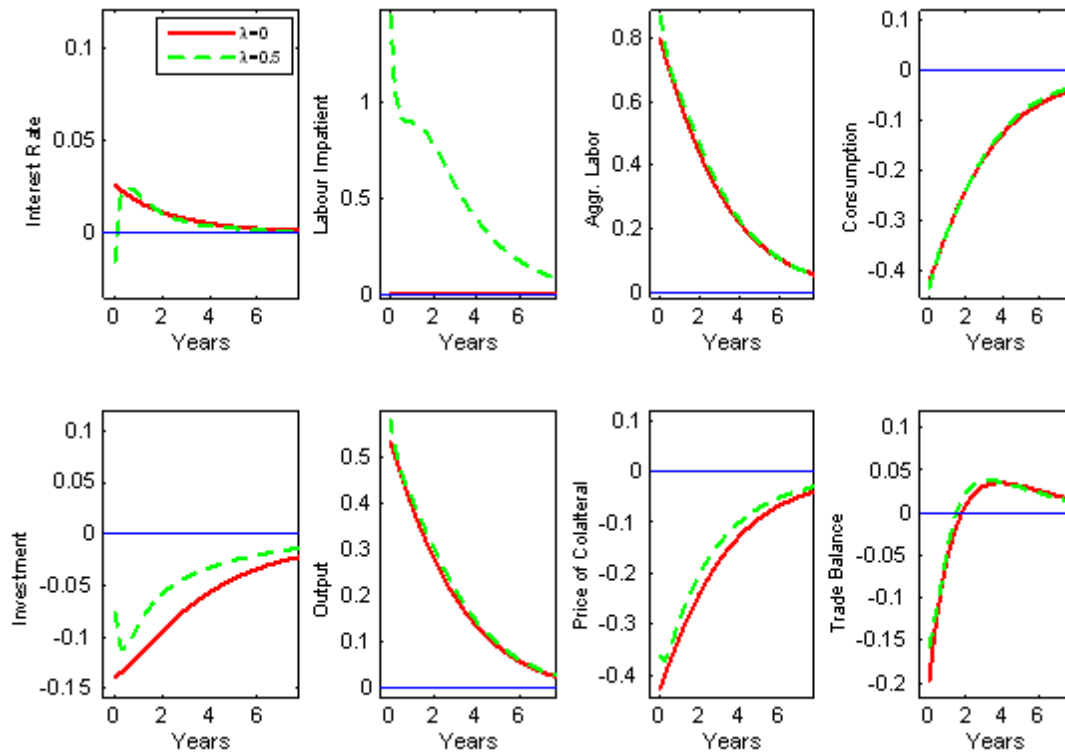 λ=0
λ=0.5
Interest Rate
0.1
0.05
0
0 2 4 6
Years
Labour Impatient
1
0.5
0
0 2 4 6
Years
Aggr. Labor
0.8
0.6
0.4
0.2
0
0 2 4 6
Years
Consumption
0.1
0
-0.1
-0.2
-0.3
-0.4
0 2 4 6
Years
Investment
0.1
0.05
0
-0.05
-0.1
-0.15
0 2 4 6
Years
Output
0.5
0.4
0.3
0.2
0.1
0
0 2 4 6
Years
Price of Colalteral
0.1
0
-0.1
-0.2
-0.3
-0.4
0 2 4 6
Years
Trade Balance
0.1
0.05
0
-0.05
-0.1
-0.15
-0.2
0 2 4 6
Years